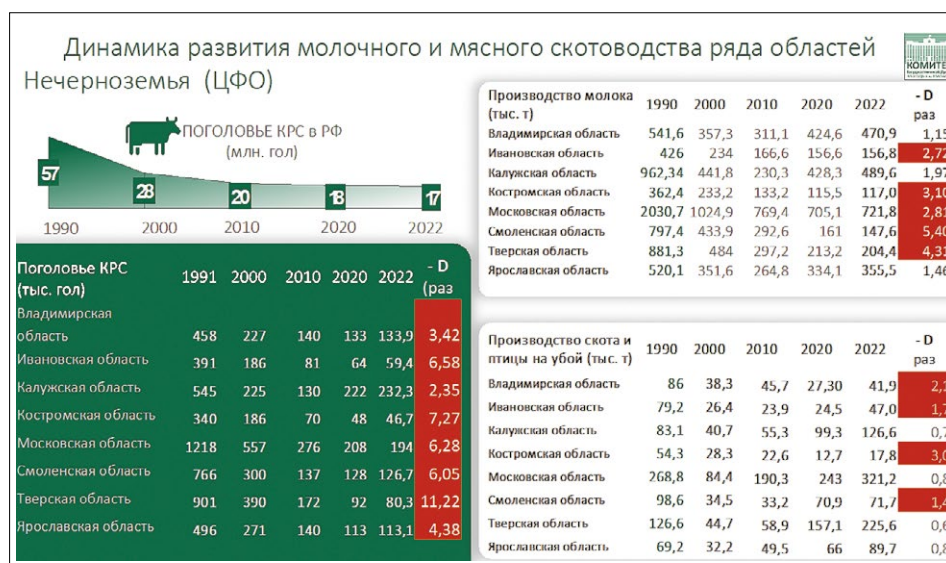 Динамика развития молочного и мясного скотоводства ряда областей
Нечерноземья (ЦФО)
КОМИТЕ
ПОГОЛОВЬЕ КРС в РФ
(млн. гол)
57 28 20 18 17
1990 2000 2010 2020 2022
Поголовье КРС (тыс. гол) 1991 2000 2010 2020 2022 - D (раз
Владимирская область 458 227 140 133 133,9 3,42
Ивановская область 391 186 81 64 59,4 6,58
Калужская область 545 225 130 222 232,3 2,35
Костромская область 340 186 70 48 46,7 7,27
Московская область 1218 557 276 208 194 6,28
Смоленская область 766 300 137 128 126,7 6,05
Тверская область 901 390 172 92 80,3 11,22
Ярославская область 496 271 140 113 113,1 4,38
Производство молока (тыс. т) 1990 2000 2010 2020 2022 - D раз
Владимирская область 541,6 357,3 311,1 424,6 470,9 1,15
Ивановская область 426 234 166,6 156,6 156,8 2,72
Калужская область 962,34 441,8 230,3 428,3 489,6 1,97
Костромская область 362,4 233,2 133,2 115,5 117,0 3,10
Московская область 2030,7 1024,9 769,4 705,1 721,8 2,81
Смоленская область 797,4 433,9 292,6 161 147,6 5,40
Тверская область 881,3 484 297,2 213,2 204,4 4,32
Ярославская область 520,1 351,6 264,8 334,1 355,5 1,46
Производство скота и птицы на убой (тыс. т) 1990 2000 2010 2020 2022 - D раз
Владимирская область 86 38,3 45,7 27,30 41,9
Ивановская область 79,2 26,4 23,9 24,5 47,0
Калужская область 83,1 40,7 55,3 99,3 126,6
Костромская область 54,3 28,3 22,6 12,7 17,8
Московская область 268,8 84,4 190,3 243 321,2
Смоленская область 98,6 34,5 33,2 70,9 71,7
Тверская область 126,6 44,7 58,9 157,1 225,6
Ярославская область 69,2 32,2 49,5 66 89,7